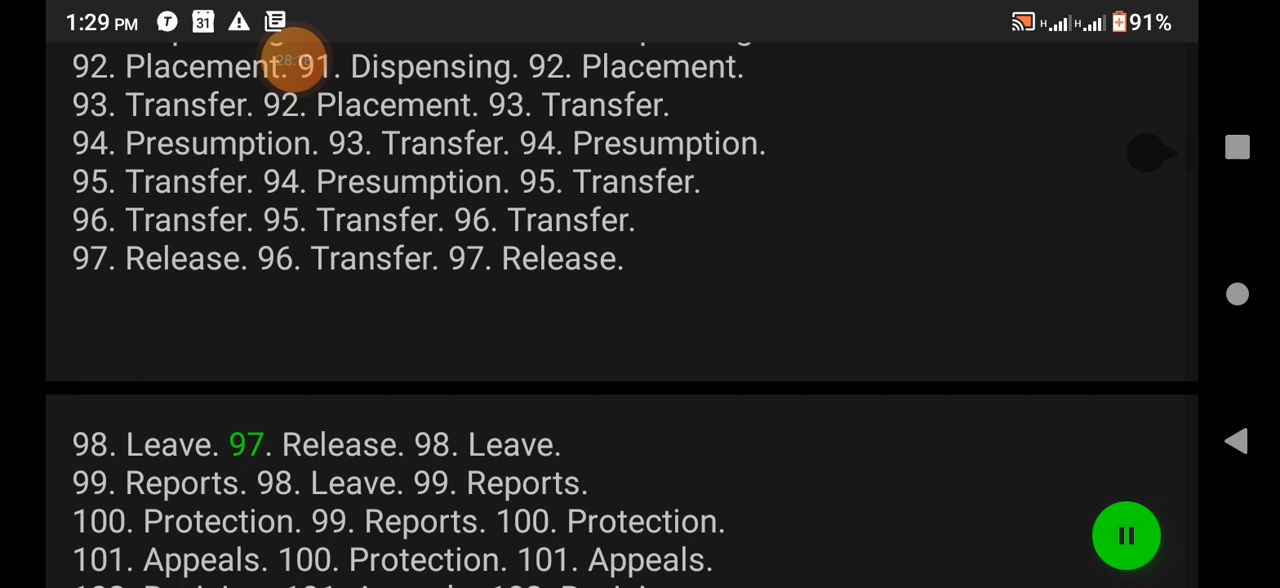 1:29 PM T 31 91%
92. Placement. 91. Dispensing. 92. Placement.
93. Transfer. 92. Placement. 93. Transfer.
94. Presumption. 93. Transfer. 94. Presumption.
95. Transfer. 94. Presumption. 95. Transfer.
96. Transfer. 95. Transfer. 96. Transfer.
97. Release. 96. Transfer. 97. Release.
98. Leave. 97. Release. 98. Leave.
99. Reports. 98. Leave. 99. Reports.
100. Protection. 99. Reports. 100. Protection.
101. Appeals. 100. Protection. 101. Appeals.